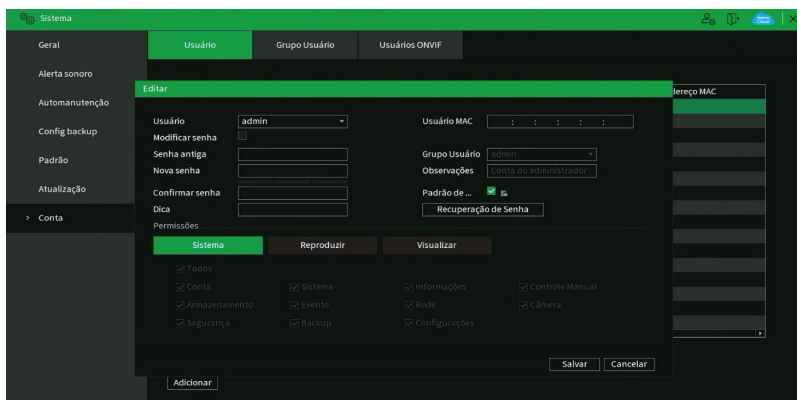 Sistema
Geral
Usuário Grupo Usuário Usuários ONVIF
Alerta sonoro
Editar
dereço MAC
Automanutenção
Usuário admin Usuário MAC : : : : :
Config backup
Modificar senha
Senha antiga Grupo Usuário admin
Padrão
Nova senha Observações Conta do administrador
Atualização
Confirmar senha Padrão de ...
Dica Recuperação de Senha
> Conta
Permissões
Sistema Reproduzir Visualizar
Todos
Conta Sistema Informações Controle Manual
Armazenamento Evento Rede Câmera
Segurança Backup Configurações
Salvar Cancelar
Adicionar